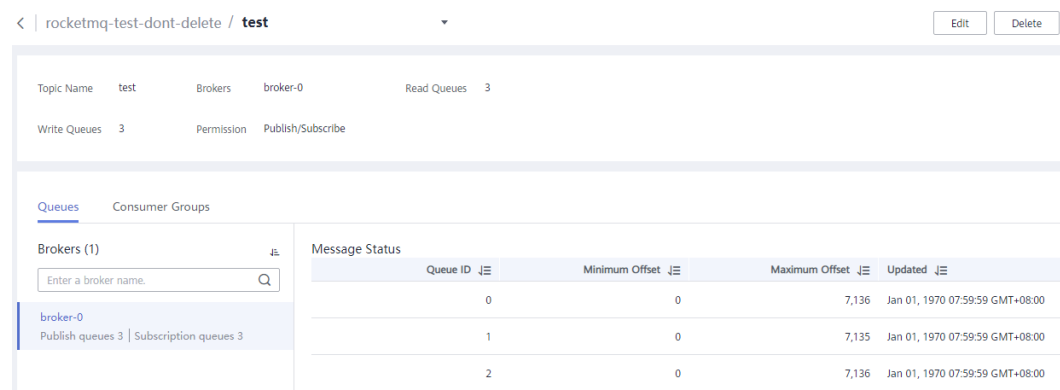 rocketmq-test-dont-delete / test Edit Delete
Topic Name test Brokers broker-0 Read Queues 3
Write Queues 3 Permission Publish/Subscribe
Queues Consumer Groups
Brokers (1)
Enter a broker name.
broker-0
Publish queues 3 | Subscription queues 3
Message Status
Queue ID Minimum Offset Maximum Offset Updated
0 0 7,136 Jan 01, 1970 07:59:59 GMT+08:00
1 0 7,135 Jan 01, 1970 07:59:59 GMT+08:00
2 0 7,136 Jan 01, 1970 07:59:59 GMT+08:00